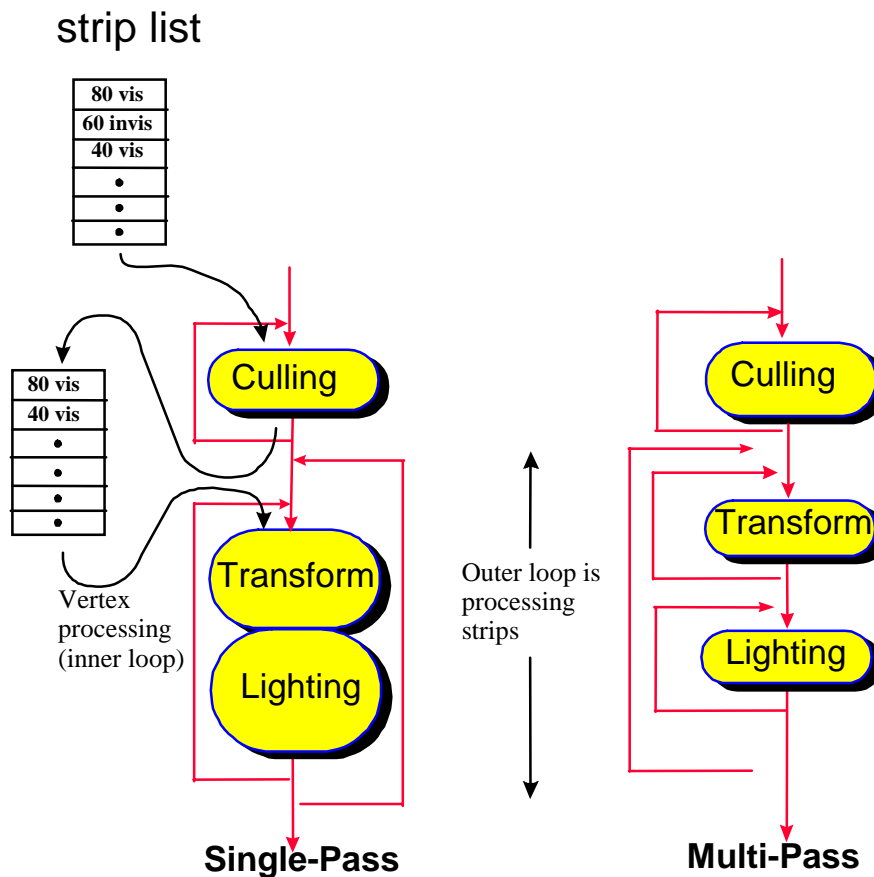 strip list
80 vis
60 invis
40 vis
80 vis
40 vis
Culling
Transform
Lighting
Vertex
processing
(inner loop)
Single-Pass
Outer loop is
processing
strips
Culling
Transform
Lighting
Multi-Pass